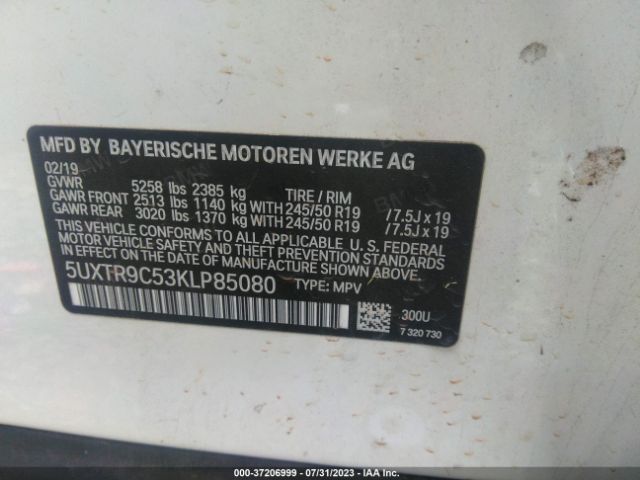 MFD BY BAYERISCHE MOTOREN WERKE AG
02/19
GVWR 5258 lbs 2385 kg TIRE / RIM
GAWR FRONT 2513 lbs 1140 kg WITH 245/50 R19 / 7.5J x 19
GAWR REAR 3020 lbs 1370 kg WITH 245/50 R19 / 7.5J x 19
THIS VEHICLE CONFORMS TO ALL APPLICABLE U. S. FEDERAL
MOTOR VEHICLE SAFETY, BUMPER, AND THEFT PREVENTION
STANDARDS IN EFFECT ON THE DATE OF MANUFACTURE
SHOWN ABOVE.
5UXTR9C53KLP85080 TYPE: MPV
300U
7 320 730
000-37206999 - 07/31/2023 - IAA Inc.